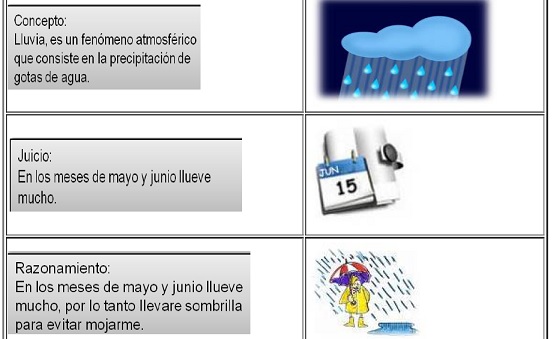 Concepto:
Lluvia, es un fenómeno atmosférico
que consiste en la precipitación de
gotas de agua.
Juicio:
En los meses de mayo y junio llueve
mucho.
JUN
15
Razonamiento:
En los meses de mayo y junio llueve
mucho, por lo tanto llevare sombrilla
para evitar mojarme.